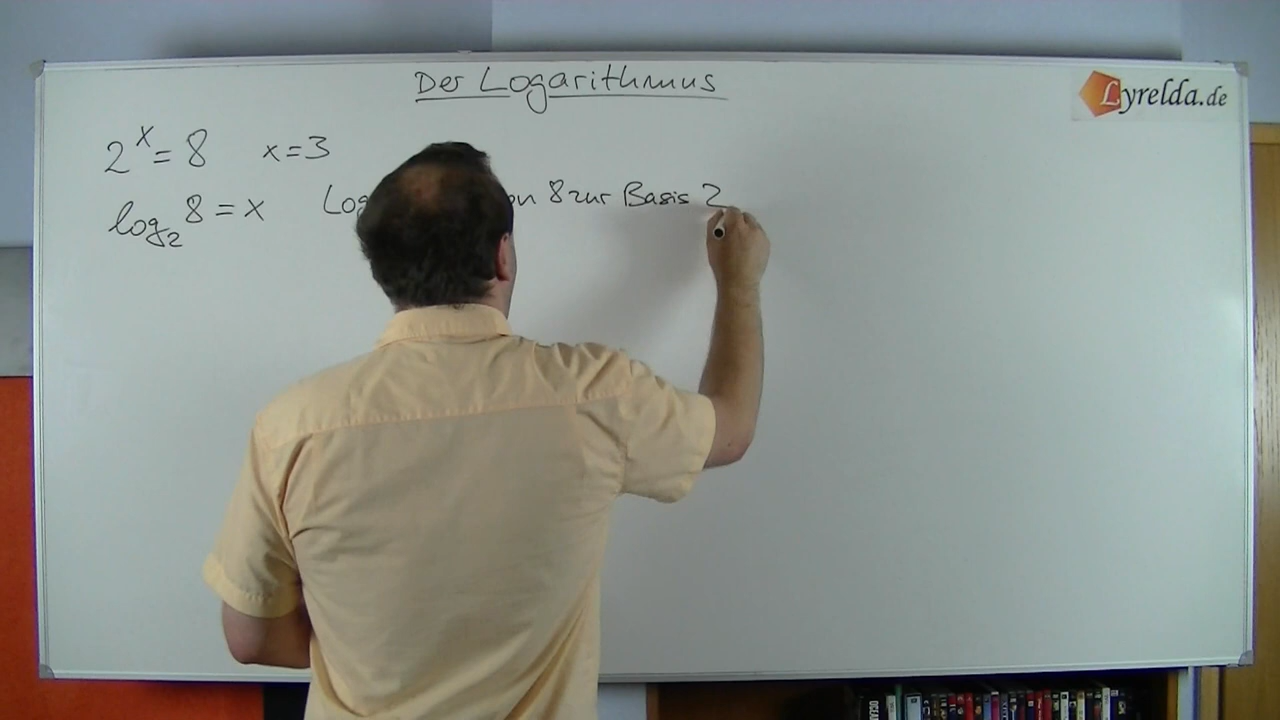 Der Logarithmus
Lyrelda.de
2^x = 8 x = 3
log₂ 8 = x Log on 8 zur Basis 2